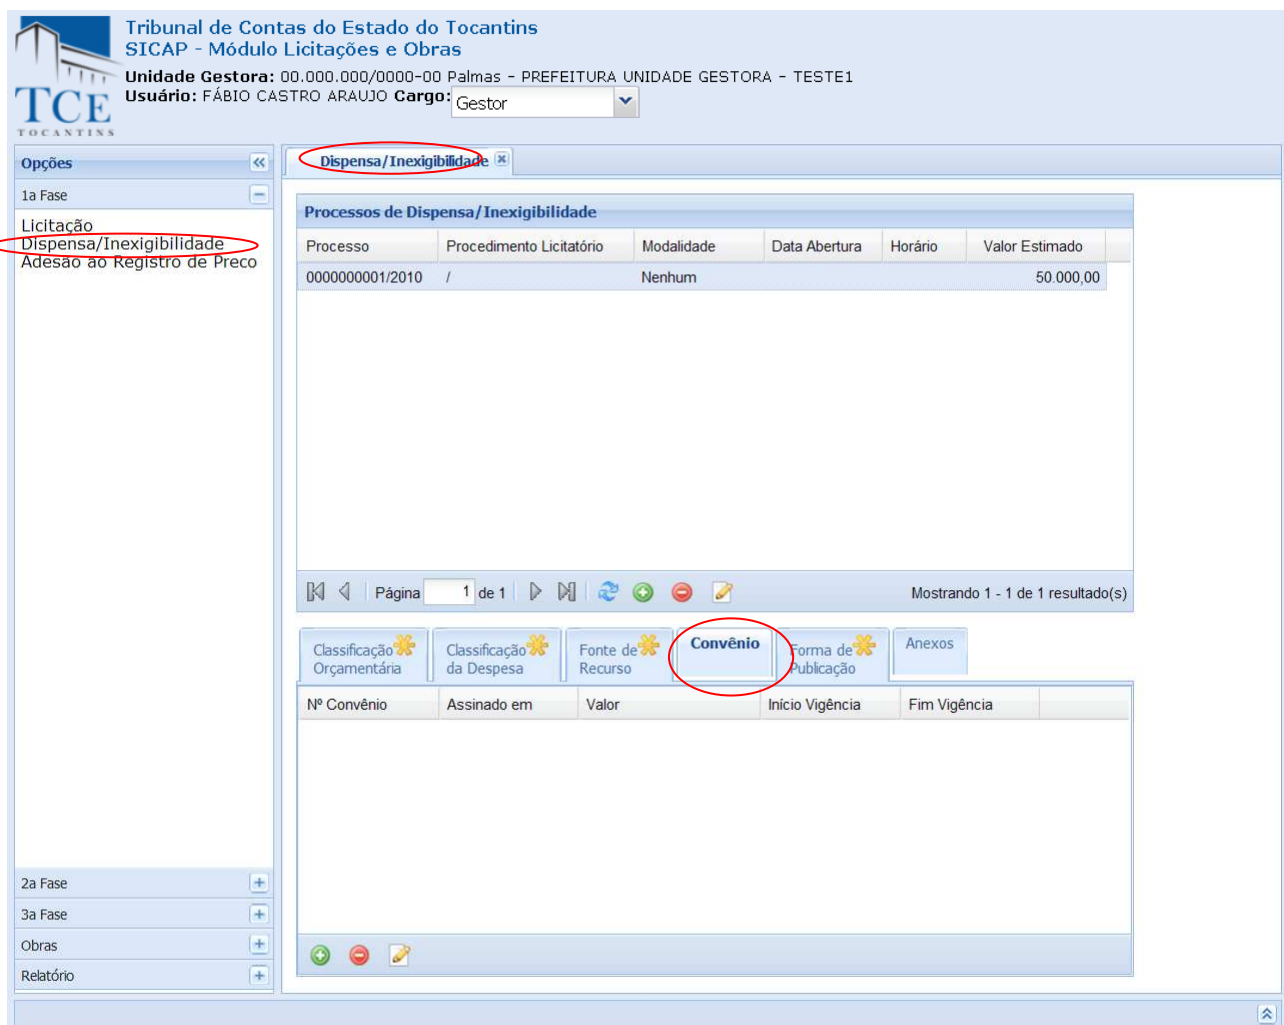 Tribunal de Contas do Estado do Tocantins
SICAP - Módulo Licitações e Obras
Unidade Gestora: 00.000.000/0000-00 Palmas - PREFEITURA UNIDADE GESTORA - TESTE1
Usuário: FÁBIO CASTRO ARAUJO Cargo: Gestor
TCE
TOCANTINS
Opções
1a Fase
Licitação
Dispensa/Inexigibilidade
Adesão ao Registro de Preco
2a Fase
3a Fase
Obras
Relatório
Dispensa/Inexigibilidade
Processos de Dispensa/Inexigibilidade
Processo Procedimento Licitatório Modalidade Data Abertura Horário Valor Estimado
0000000001/2010 / Nenhum 50.000,00
Página 1 de 1 Mostrando 1 - 1 de 1 resultado(s)
Classificação Orçamentária
Classificação da Despesa
Fonte de Recurso
Convênio
Forma de Publicação
Anexos
Nº Convênio Assinado em Valor Início Vigência Fim Vigência